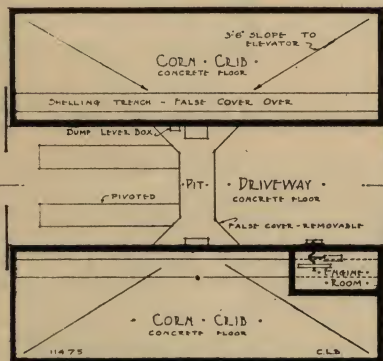 3'6" SLOPE TO
ELEVATOR
CORN · CRIB
CONCRETE FLOOR
SHELLING TRENCH - FALSE COVER OVER
DUMP LEVER BOX
PIVOTED
· PIT ·
· DRIVEWAY
CONCRETE FLOOR
FALSE COVER - REMOVABLE
· ENGINE ·
ROOM ·
· CORN · CRIB ·
CONCRETE FLOOR
11475
C.L.B.